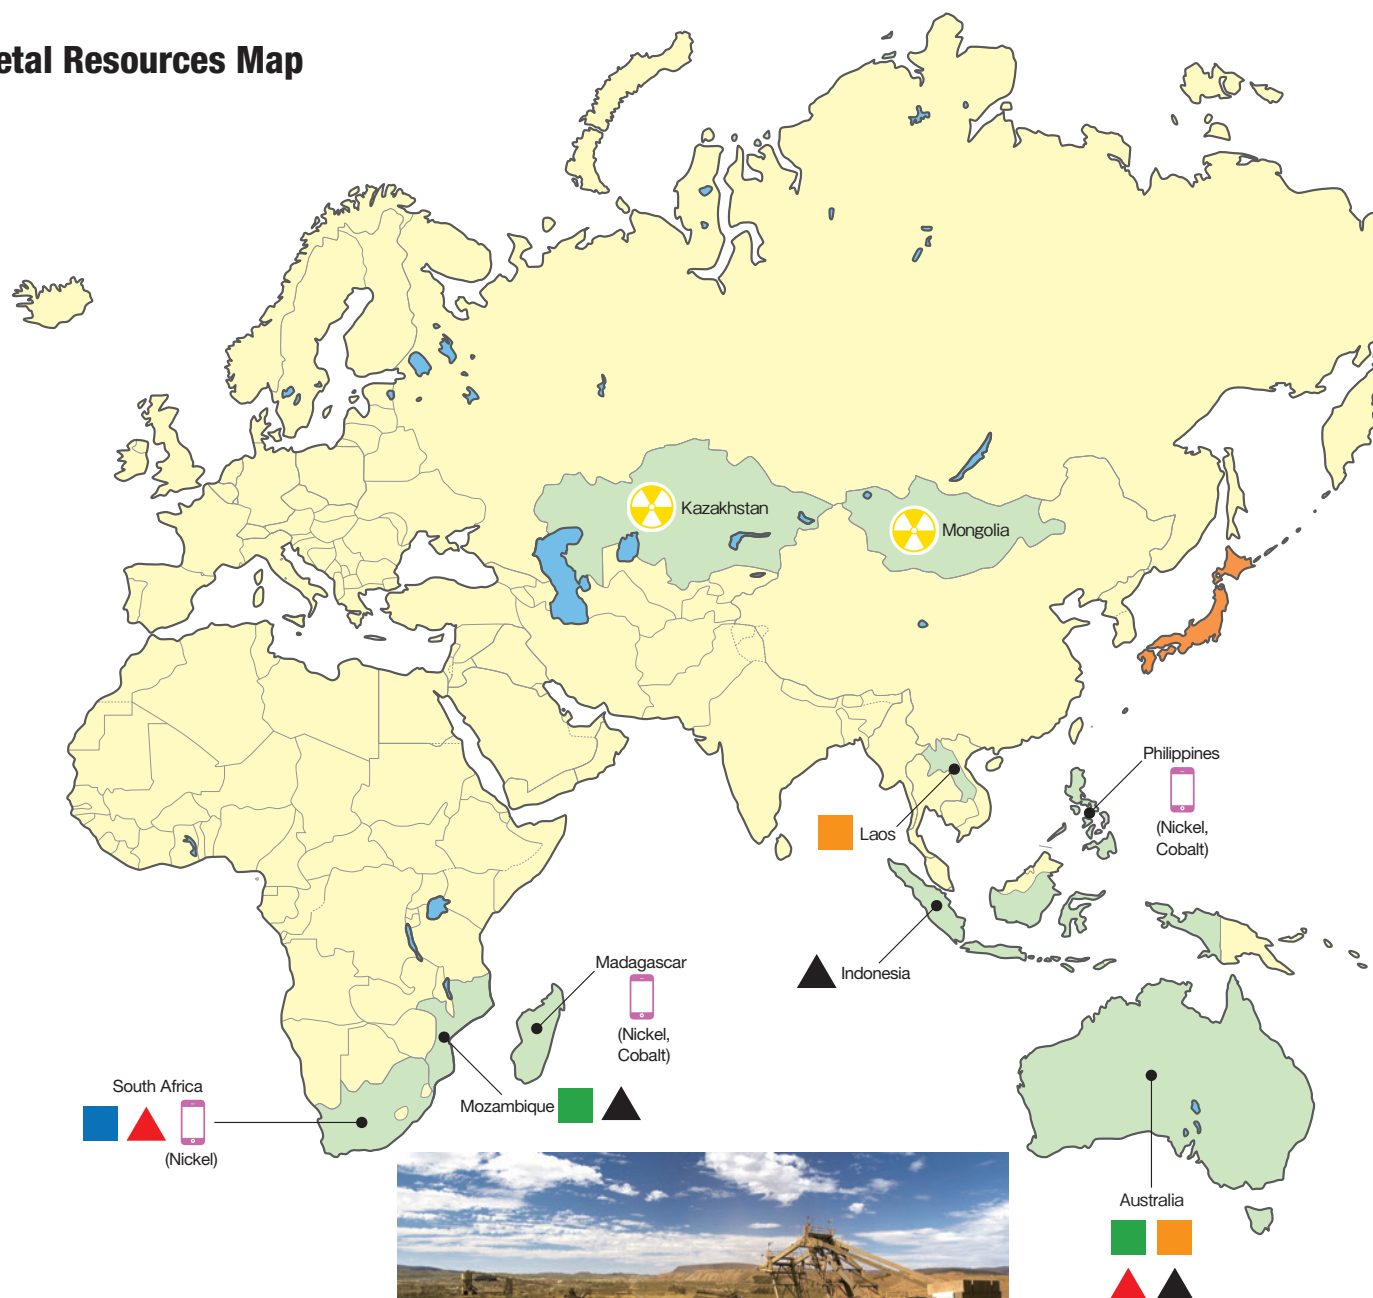 etal Resources Map
Kazakhstan
Mongolia
Philippines
(Nickel,
Cobalt)
Laos
Indonesia
Madagascar
(Nickel,
Cobalt)
South Africa
(Nickel)
Mozambique
Australia